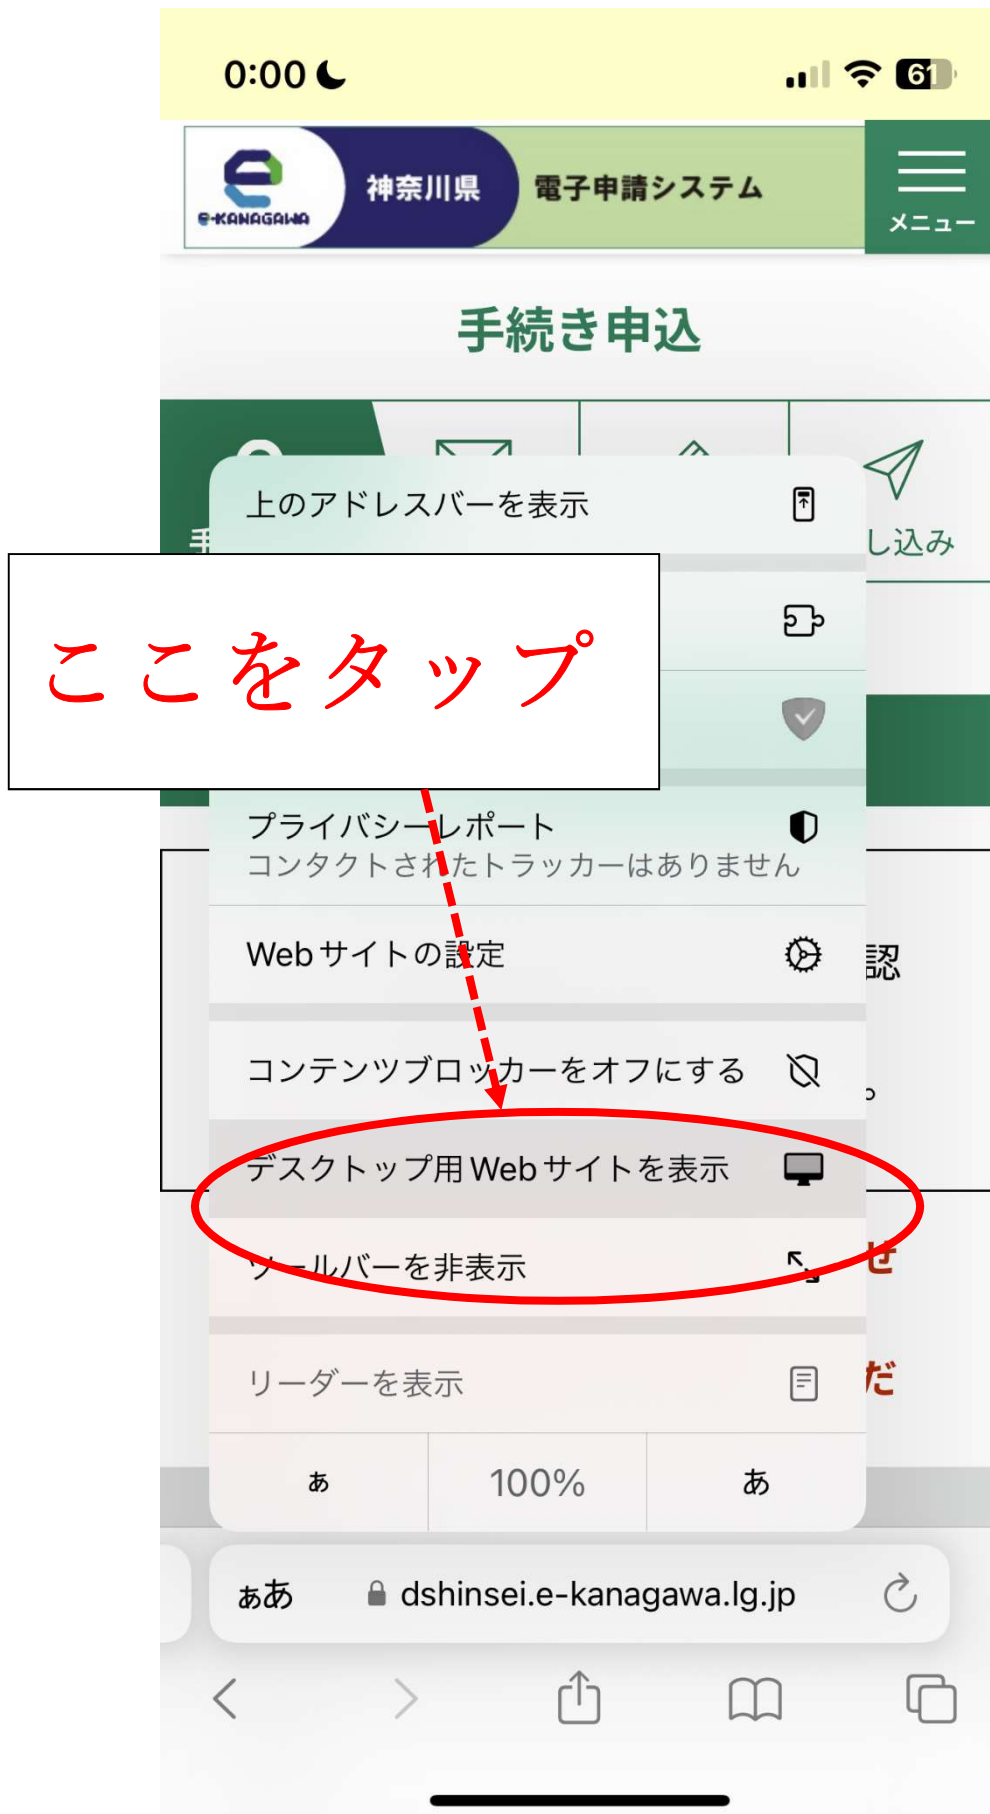 0:00
61
e-KANAGAWA
神奈川県
電子申請システム
メニュー
手続き申込
し込み
上のアドレスバーを表示
ここをタップ
プライバシーレポート
コンタクトされたトラッカーはありません
Webサイトの設定
認
コンテンツブロッカーをオフにする
。
デスクトップ用Webサイトを表示
ツールバーを非表示
せ
リーダーを表示
だ
あ
100%
あ
ぁあ
dshinsei.e-kanagawa.lg.jp